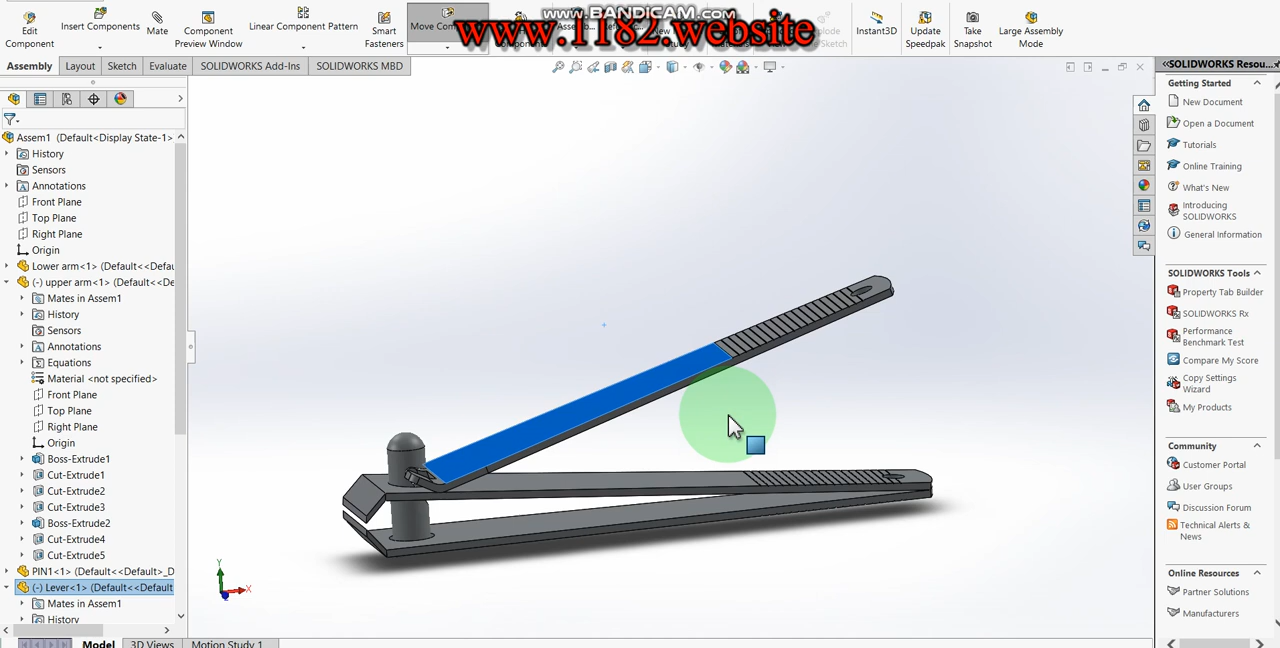 www.BANDICAM.com
www.1182.website
Edit Component
Insert Components
Mate
Component Preview Window
Linear Component Pattern
Smart Fasteners
Move Com
Instant3D
Update Speedpak
Take Snapshot
Large Assembly Mode
Assembly
Layout
Sketch
Evaluate
SOLIDWORKS Add-Ins
SOLIDWORKS MBD
Assem1 (Default<Display State-1>
History
Sensors
Annotations
Front Plane
Top Plane
Right Plane
Origin
Lower arm<1> (Default<<Defa
(-) upper arm<1> (Default<<De
Mates in Assem1
History
Sensors
Annotations
Equations
Material <not specified>
Front Plane
Top Plane
Right Plane
Origin
Boss-Extrude1
Cut-Extrude1
Cut-Extrude2
Cut-Extrude3
Boss-Extrude2
Cut-Extrude4
Cut-Extrude5
PIN1<1> (Default<<Default>_D
(-) Lever<1> (Default<<Default
Mates in Assem1
History
Model
3D Views
Motion Study 1
Y
X
SOLIDWORKS Resou...
Getting Started
New Document
Open a Document
Tutorials
Online Training
What's New
Introducing
SOLIDWORKS
General Information
SOLIDWORKS Tools
Property Tab Builder
SOLIDWORKS Rx
Performance
Benchmark Test
Compare My Score
Copy Settings
Wizard
My Products
Community
Customer Portal
User Groups
Discussion Forum
Technical Alerts &
News
Online Resources
Partner Solutions
Manufacturers